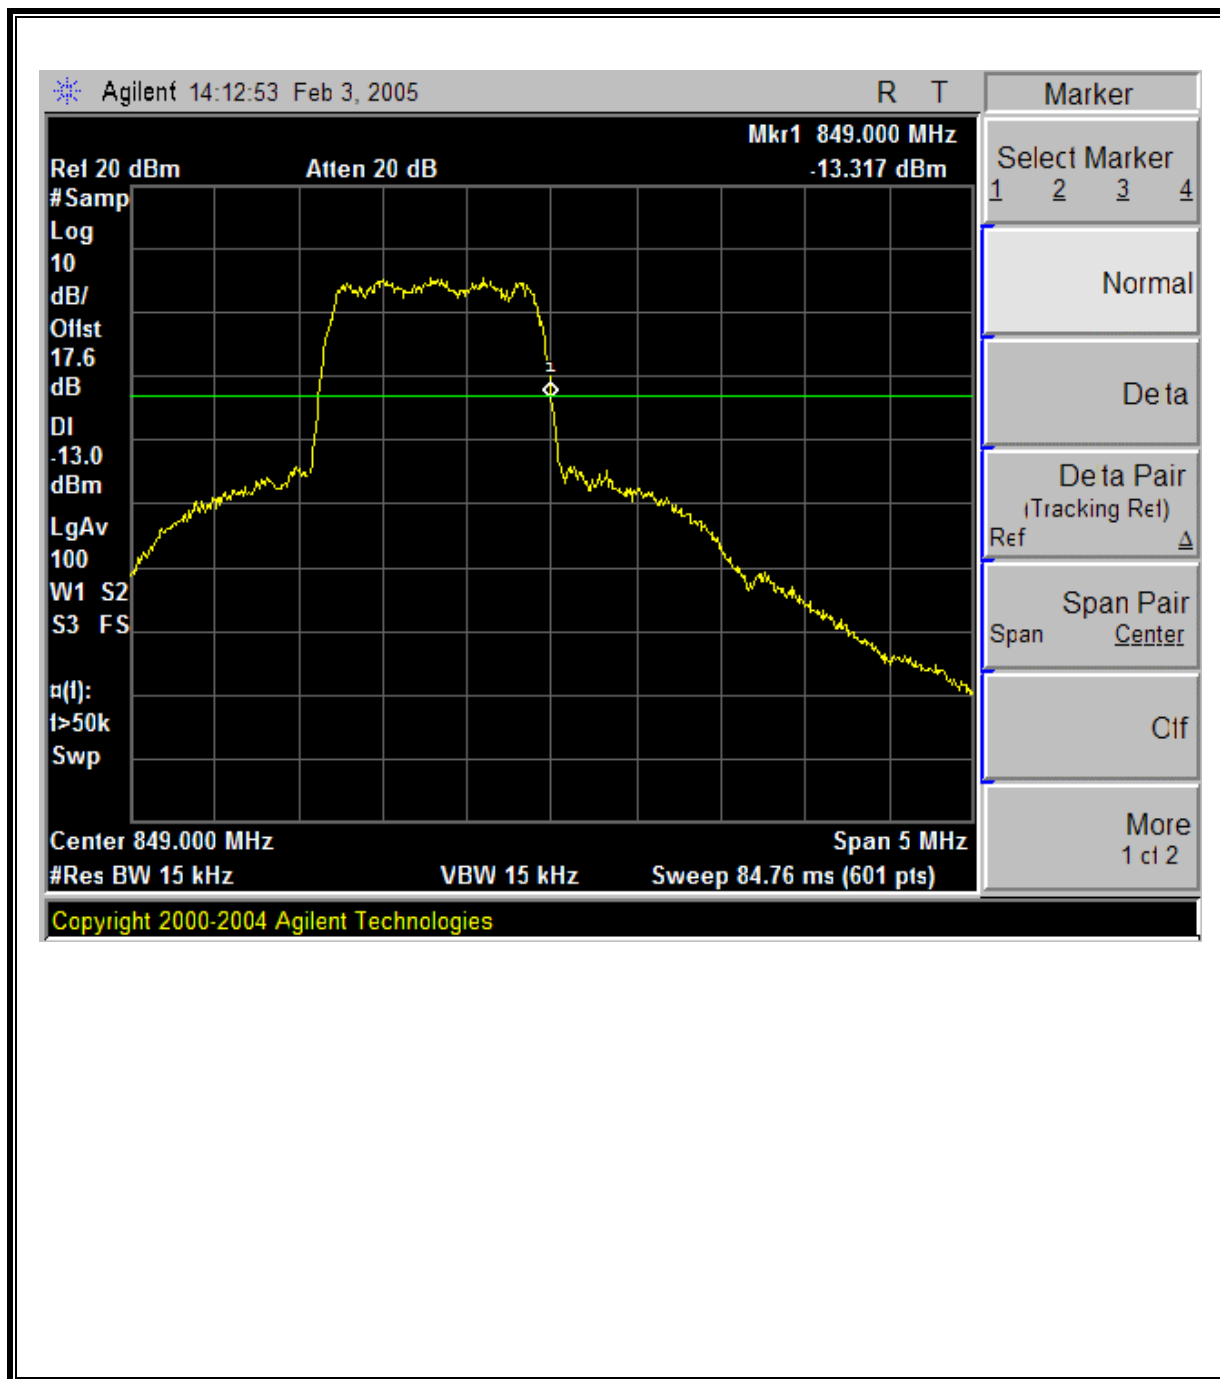 Agilent 14:12:53 Feb 3, 2005 R T
Mkr1 849.000 MHz
Ref 20 dBm Atten 20 dB -13.317 dBm
#Samp
Log
10
dB/
Offst
17.6
dB
DI
-13.0
dBm
LgAv
100
W1 S2
S3 FS
¤(f):
f>50k
Swp
1
Center 849.000 MHz Span 5 MHz
#Res BW 15 kHz VBW 15 kHz Sweep 84.76 ms (601 pts)
Copyright 2000-2004 Agilent Technologies
Marker
Select Marker
1 2 3 4
Normal
Delta
Delta Pair
(Tracking Ref)
Ref Δ
Span Pair
Span Center
Off
More
1 of 2